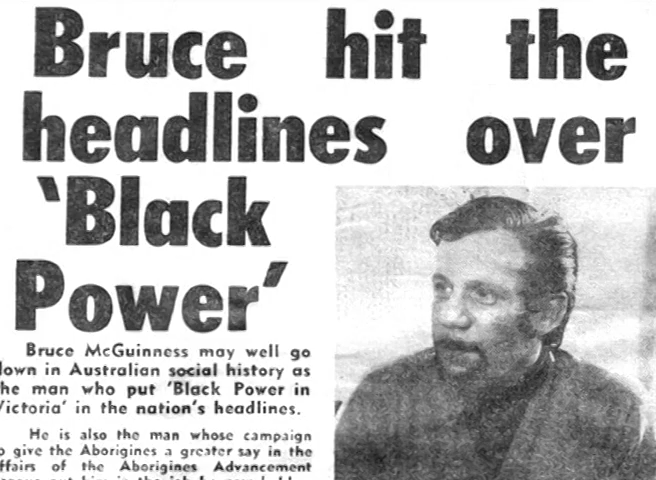 Bruce hit the
headlines over
'Black
Power'
Bruce McGuinness may well go
down in Australian social history as
the man who put 'Black Power in
Victoria' in the nation's headlines.
He is also the man whose campaign
to give the Aborigines a greater say in the
affairs of the Aborigines Advancement